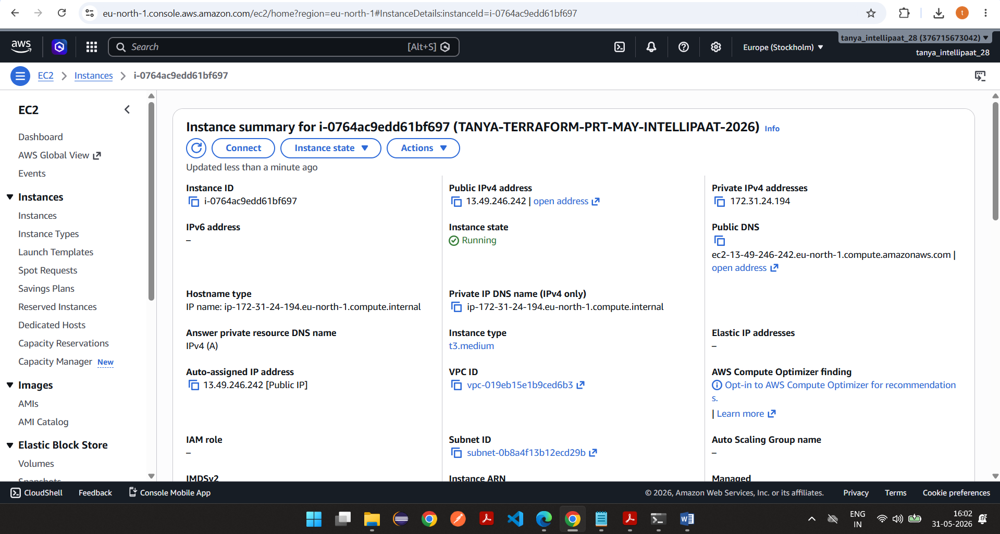 eu-north-1.console.aws.amazon.com/ec2/home?region=eu-north-1#InstanceDetails:instanceId=i-0764ac9edd61bf697
t
aws
Search
[Alt+S]
Europe (Stockholm)
tanya_intellipaat_28 (376715673042)
tanya_intellipaat_28
EC2
Instances
i-0764ac9edd61bf697
EC2
Dashboard
AWS Global View
Events
Instances
Instances
Instance Types
Launch Templates
Spot Requests
Savings Plans
Reserved Instances
Dedicated Hosts
Capacity Reservations
Capacity Manager New
Images
AMIs
AMI Catalog
Elastic Block Store
Volumes
Snapshots
Instance summary for i-0764ac9edd61bf697 (TANYA-TERRAFORM-PRT-MAY-INTELLIPAAT-2026) Info
Connect
Instance state
Actions
Updated less than a minute ago
Instance ID
i-0764ac9edd61bf697
Public IPv4 address
13.49.246.242 | open address
Private IPv4 addresses
172.31.24.194
IPv6 address
–
Instance state
Running
Public DNS
ec2-13-49-246-242.eu-north-1.compute.amazonaws.com |
open address
Hostname type
IP name: ip-172-31-24-194.eu-north-1.compute.internal
Private IP DNS name (IPv4 only)
ip-172-31-24-194.eu-north-1.compute.internal
Answer private resource DNS name
IPv4 (A)
Instance type
t3.medium
Elastic IP addresses
–
Auto-assigned IP address
13.49.246.242 [Public IP]
VPC ID
vpc-019eb15e1b9ced6b3
AWS Compute Optimizer finding
Opt-in to AWS Compute Optimizer for recommendation
s.
| Learn more
IAM role
–
Subnet ID
subnet-0b8a4f13b12ecd29b
Auto Scaling Group name
–
IMDSv2
Instance ARN
Managed
CloudShell
Feedback
Console Mobile App
© 2026, Amazon Web Services, Inc. or its affiliates.
Privacy
Terms
Cookie preferences
ENG
IN
16:02
31-05-2026